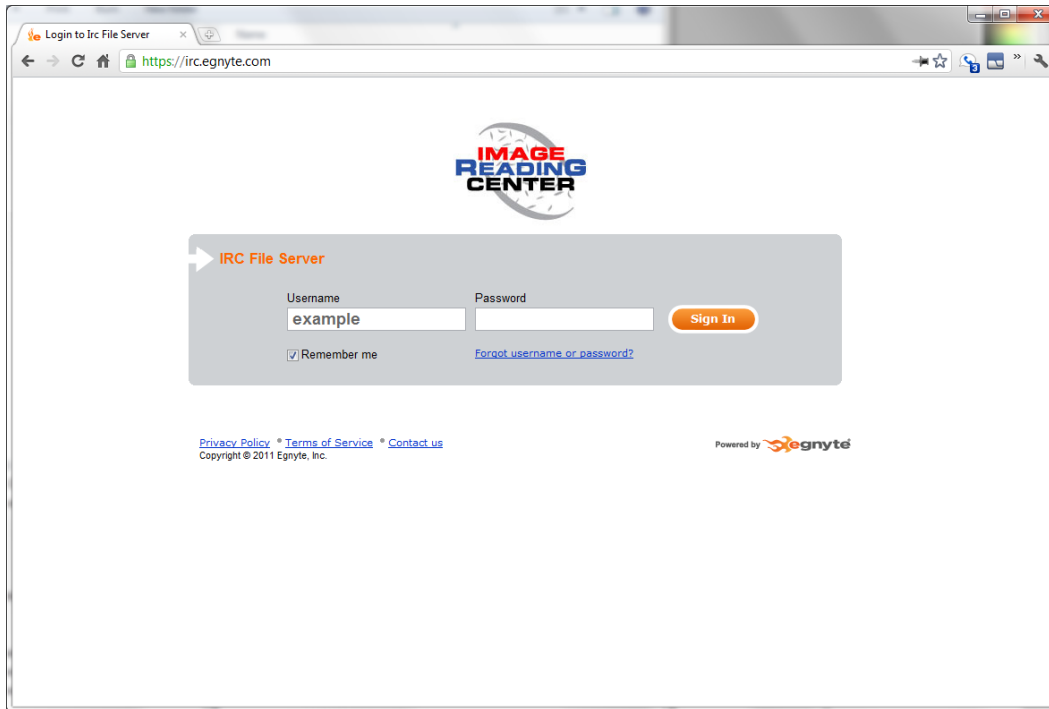 Login to Irc File Server
https://irc.egnyte.com
3
IMAGE
READING
CENTER
IRC File Server
Username
Password
example
Sign In
Remember me
Forgot username or password?
Privacy Policy • Terms of Service • Contact us
Powered by egnyte
Copyright © 2011 Egnyte, Inc.